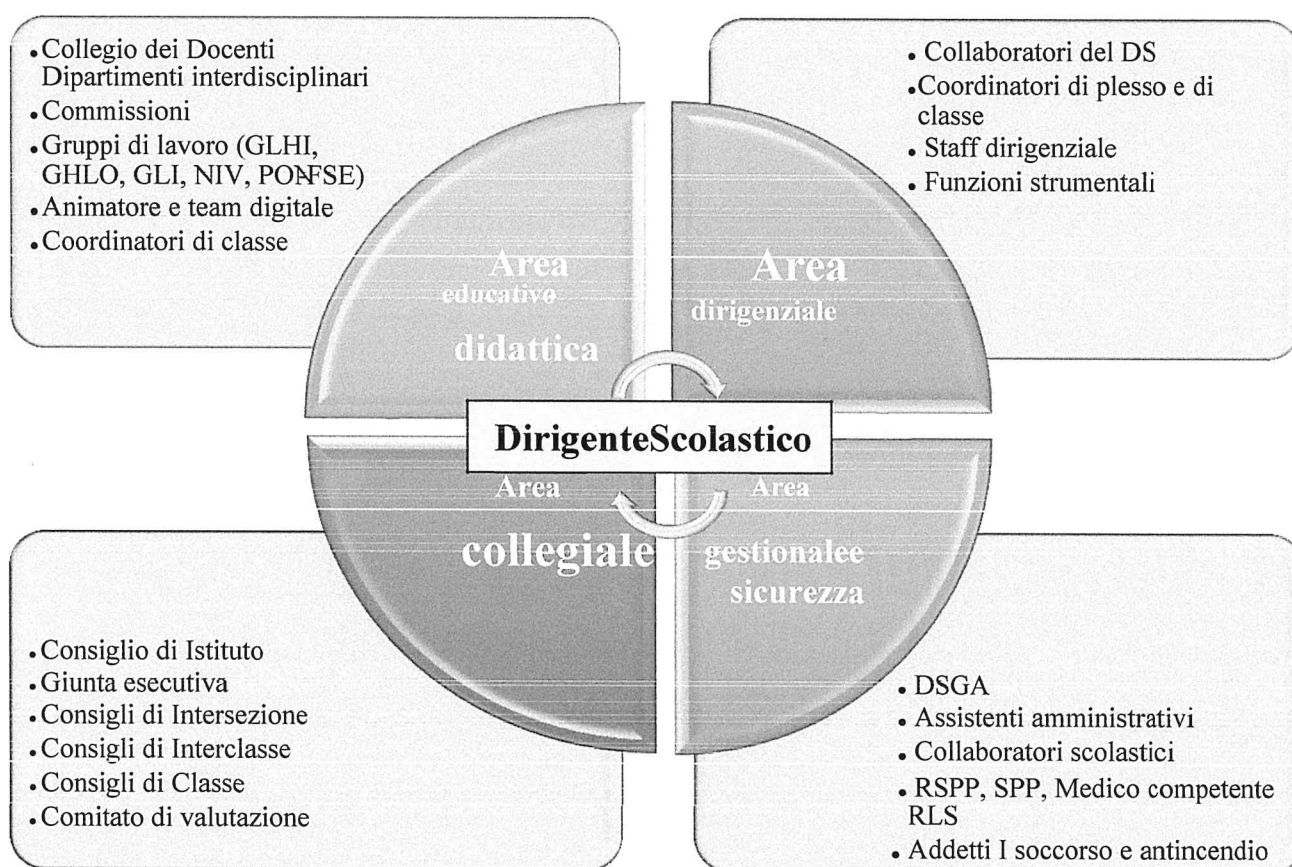 • Collegio dei Docenti
Dipartimenti interdisciplinari
• Commissioni
• Gruppi di lavoro (GLHI,
GHLO, GLI, NIV, PON-FSE)
• Animatore e team digitale
• Coordinatori di classe
• Collaboratori del DS
• Coordinatori di plesso e di
classe
• Staff dirigenziale
• Funzioni strumentali
Area
educativo
didattica
Area
dirigenziale
DirigenteScolastico
Area
collegiale
Area
gestionalee
sicurezza
• Consiglio di Istituto
• Giunta esecutiva
• Consigli di Intersezione
• Consigli di Interclasse
• Consigli di Classe
• Comitato di valutazione
• DSGA
• Assistenti amministrativi
• Collaboratori scolastici
• RSPP, SPP, Medico competente
RLS
• Addetti I soccorso e antincendio